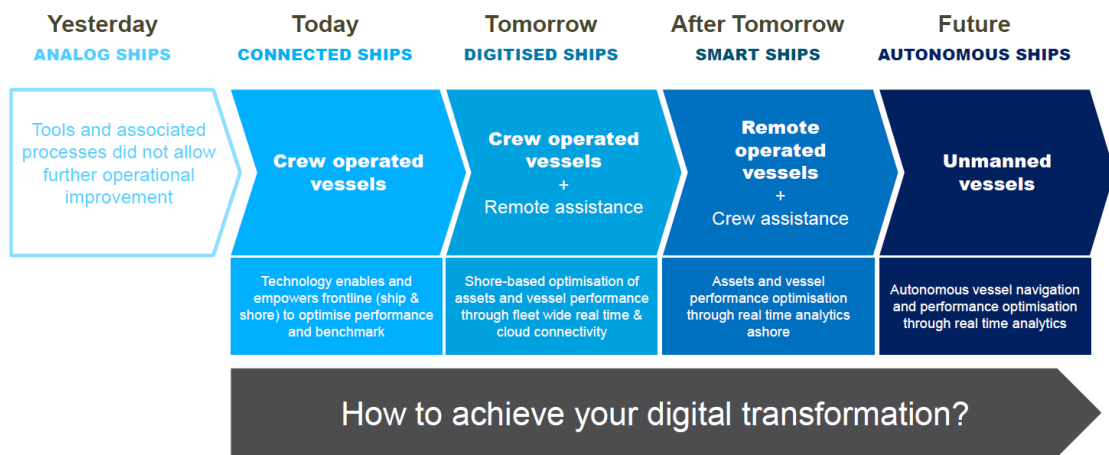 Yesterday
ANALOG SHIPS
Tools and associated
processes did not allow
further operational
improvement
Today
CONNECTED SHIPS
Crew operated
vessels
Technology enables and
empowers frontline (ship &
shore) to optimise performance
and benchmark
Tomorrow
DIGITISED SHIPS
Crew operated
vessels
+
Remote assistance
Shore-based optimisation of
assets and vessel performance
through fleet wide real time &
cloud connectivity
After Tomorrow
SMART SHIPS
Remote
operated
vessels
+
Crew assistance
Assets and vessel
performance optimisation
through real time analytics
ashore
Future
AUTONOMOUS SHIPS
Unmanned
vessels
Autonomous vessel navigation
and performance optimisation
through real time analytics
How to achieve your digital transformation?